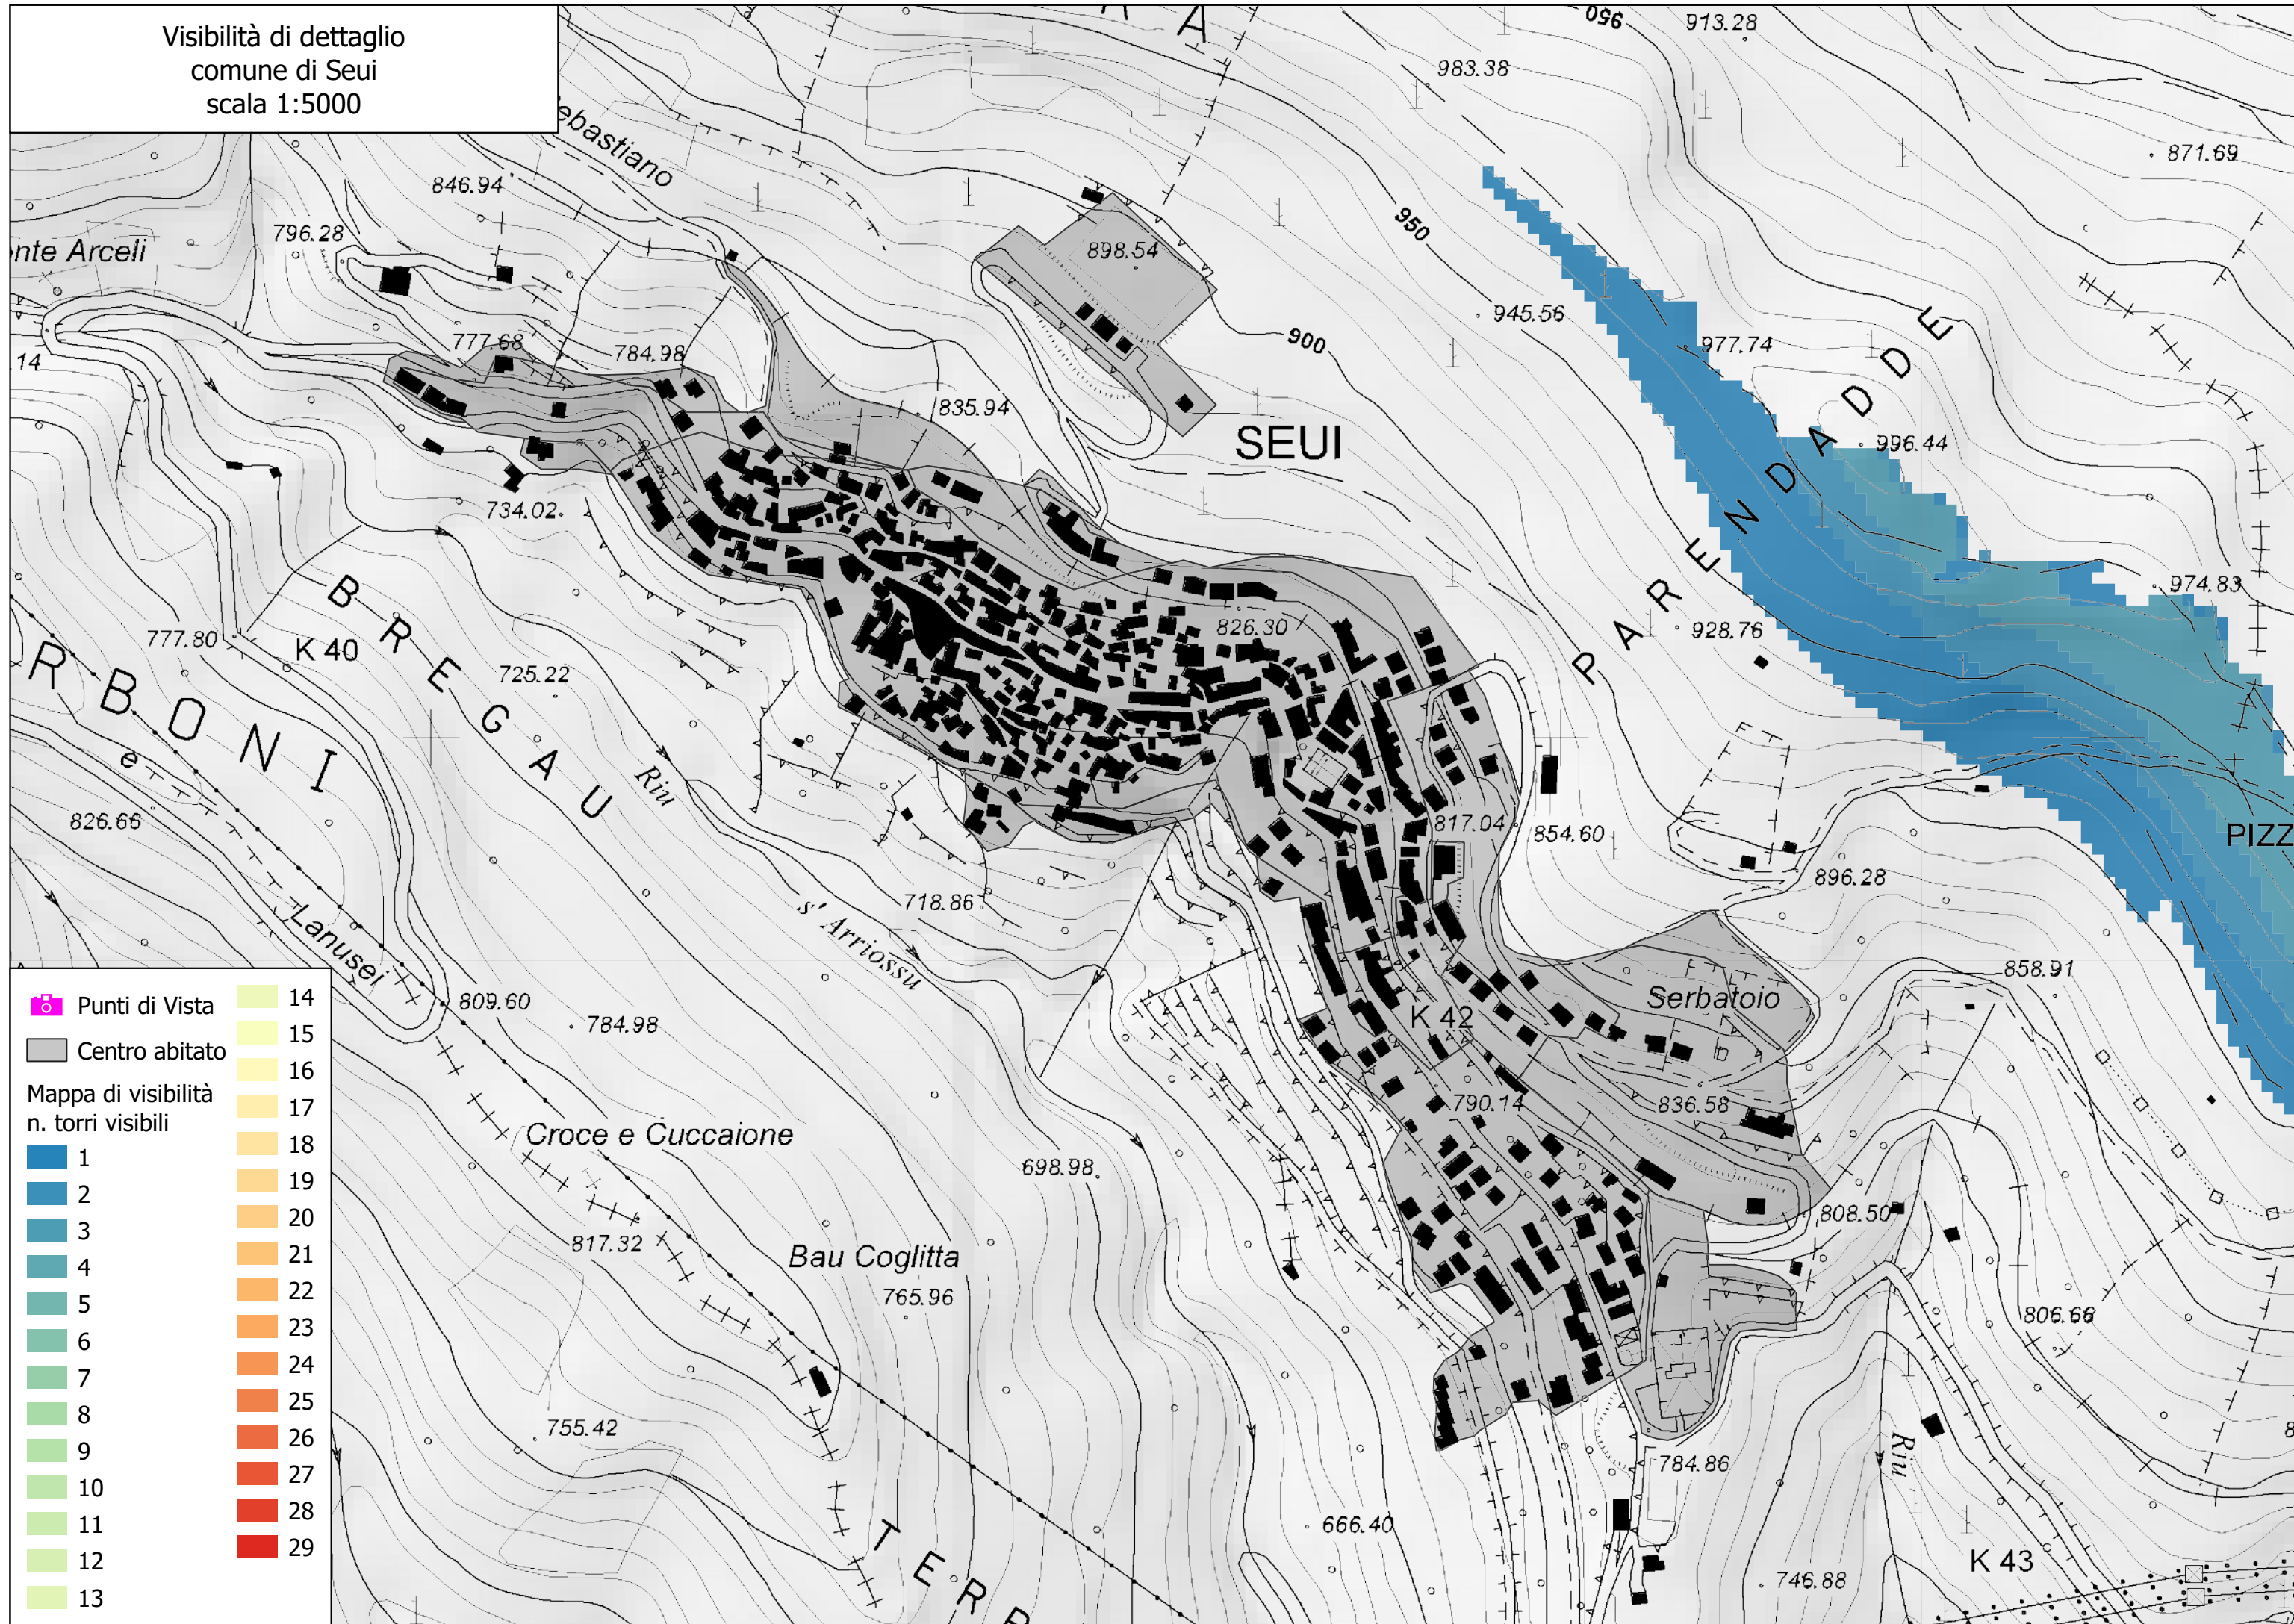 Visibilità di dettaglio
comune di Seui
scala 1:5000
950
913.28
983.38
871.69
ebastiano
846.94
796.28
nte Arceli
898.54
950
945.56
900
977.74
777.68
784.98
14
835.94
SEUI
996.44
734.02
PARENDADDE
974.83
826.30
928.76
777.80
K 40
BREGAU
725.22
RBONI
Riu
s' Arriossu
826.66
817.04
854.60
PIZZ
896.28
718.86
Lanusei
858.91
Serbatoio
809.60
784.98
K 42
790.14
836.58
Croce e Cuccaione
698.98
808.50
817.32
Bau Coglitta
765.96
806.66
755.42
784.86
Riu
666.40
746.88
K 43
TERR
Punti di Vista
Centro abitato
Mappa di visibilità
n. torri visibili
1
2
3
4
5
6
7
8
9
10
11
12
13
14
15
16
17
18
19
20
21
22
23
24
25
26
27
28
29